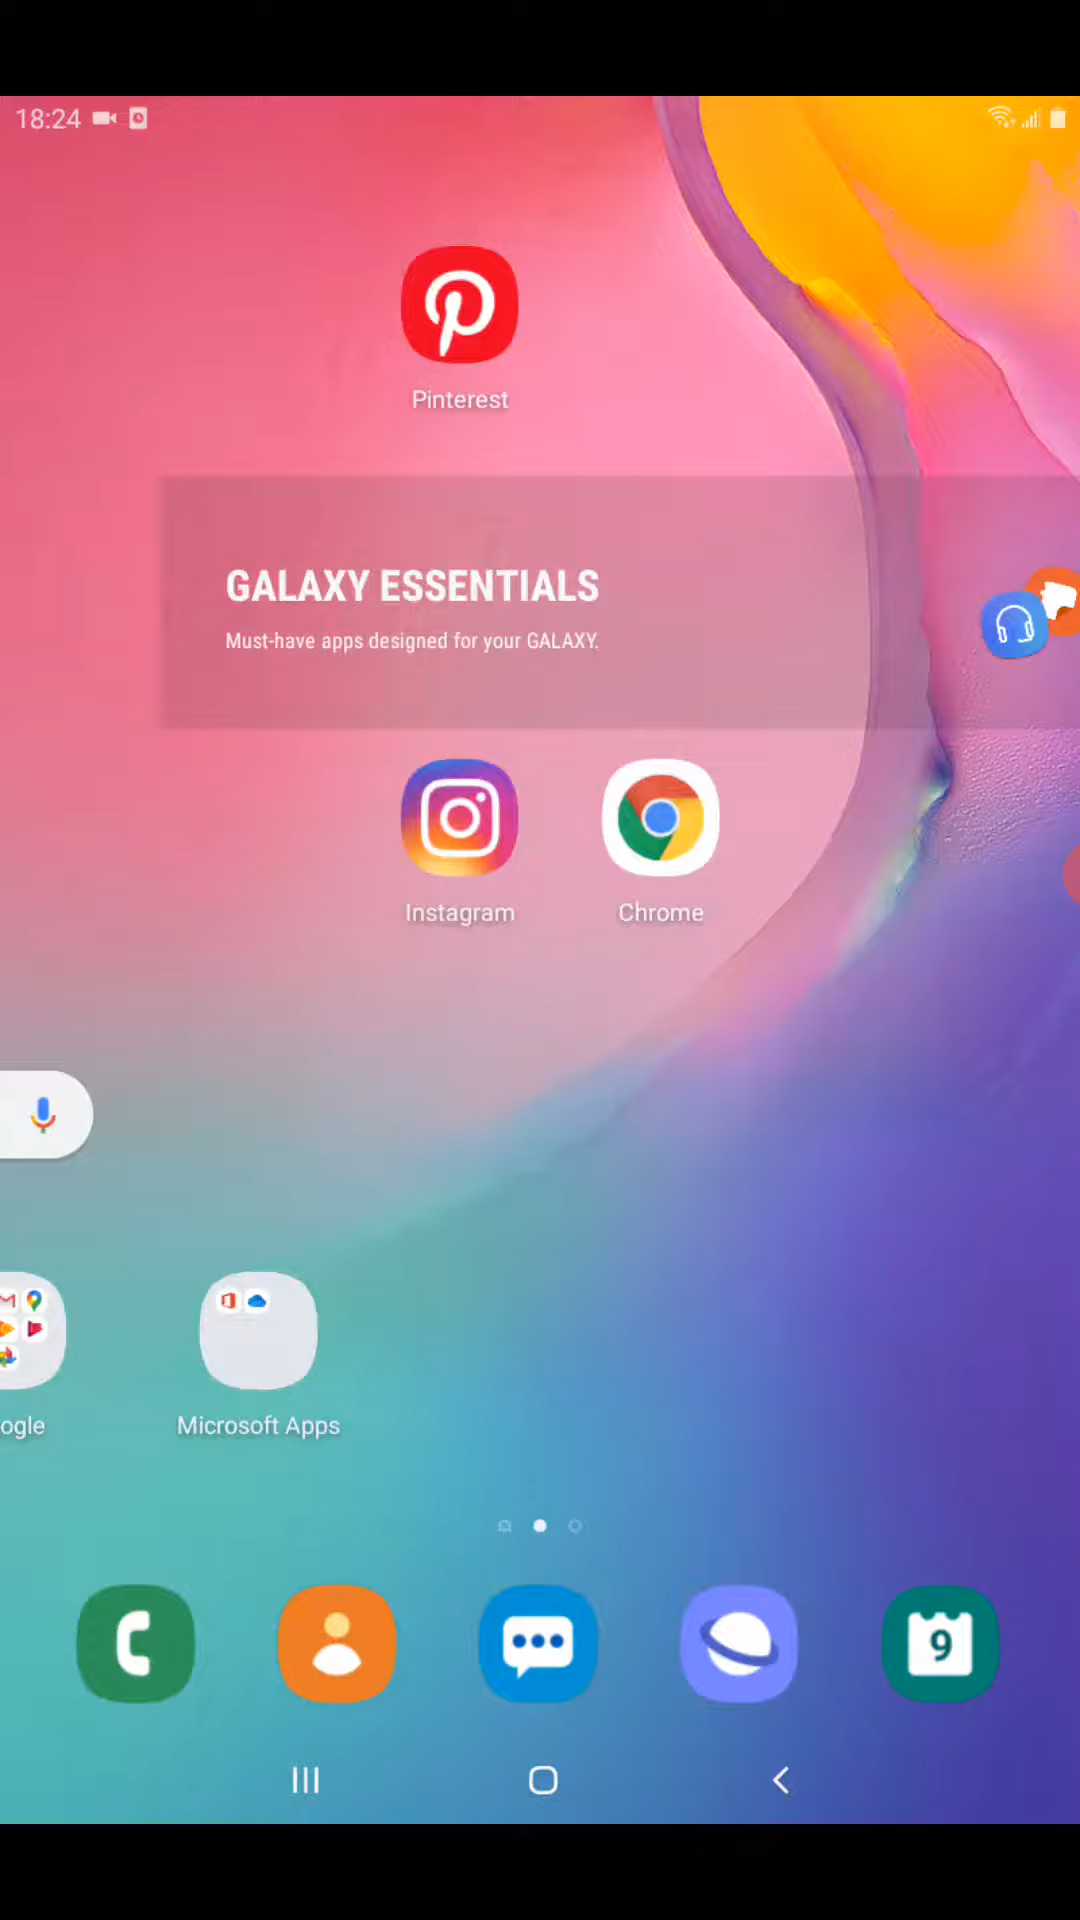 18:24
Pinterest
GALAXY ESSENTIALS
Must-have apps designed for your GALAXY.
Instagram
Chrome
ogle
Microsoft Apps
9